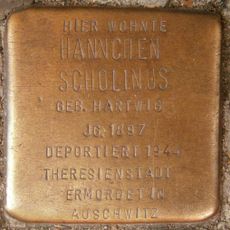 HIER WOHNTE
HANNCHEN
SCHOLINUS
GEB. HARTWIG
JG. 1897
DEPORTIERT 1944
THERESIENSTADT
ERMORDET IN
AUSCHWITZ